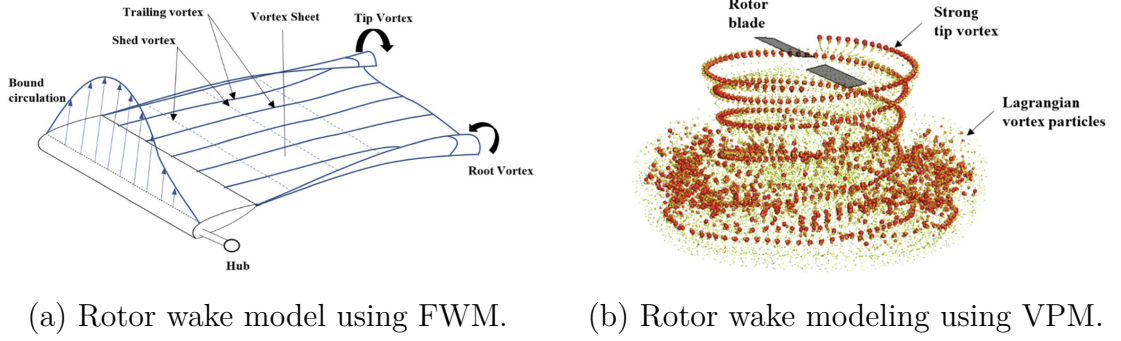 Trailing vortex
Vortex Sheet
Tip Vortex
Shed vortex
Bound
circulation
Root Vortex
Hub
(a) Rotor wake model using FWM.
Rotor
blade
Strong
tip vortex
Lagrangian
vortex particles
(b) Rotor wake modeling using VPM.